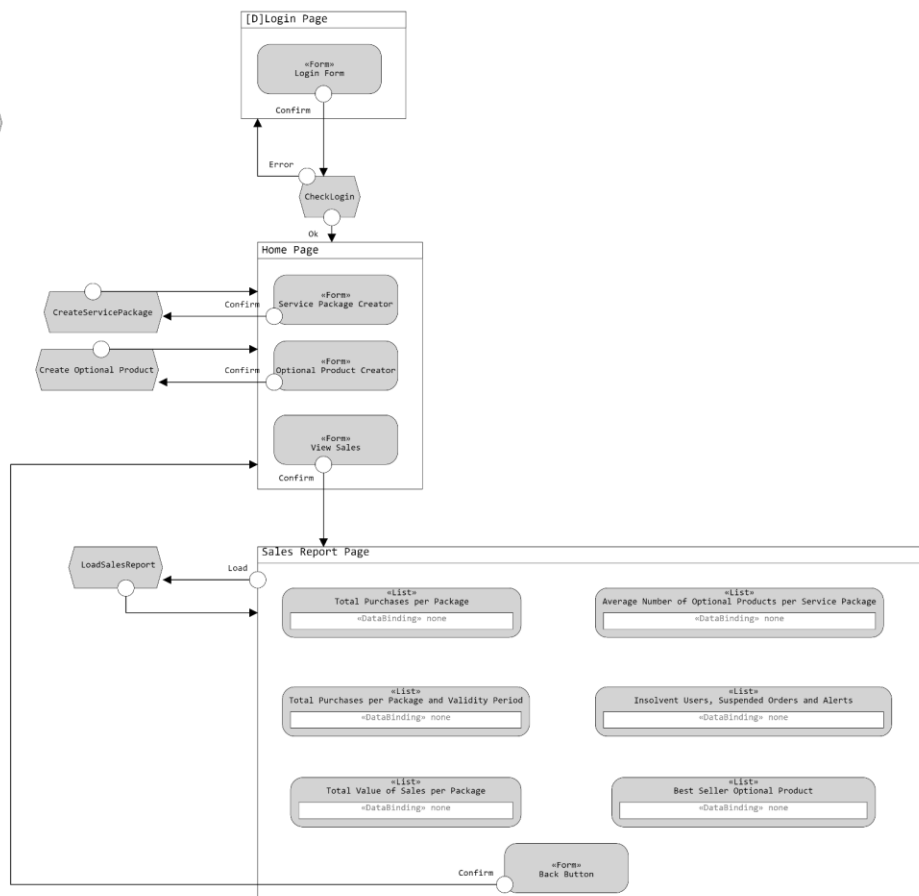 [D]Login Page
«Form»
Login Form
Confirm
Error
CheckLogin
Ok
Home Page
«Form»
Service Package Creator
Confirm
CreateServicePackage
«Form»
Optional Product Creator
Confirm
Create Optional Product
«Form»
View Sales
Confirm
Sales Report Page
LoadSalesReport
Load
«List»
Total Purchases per Package
«DataBinding» none
«List»
Average Number of Optional Products per Service Package
«DataBinding» none
«List»
Total Purchases per Package and Validity Period
«DataBinding» none
«List»
Insolvent Users, Suspended Orders and Alerts
«DataBinding» none
«List»
Total Value of Sales per Package
«DataBinding» none
«List»
Best Seller Optional Product
«DataBinding» none
«Form»
Back Button
Confirm